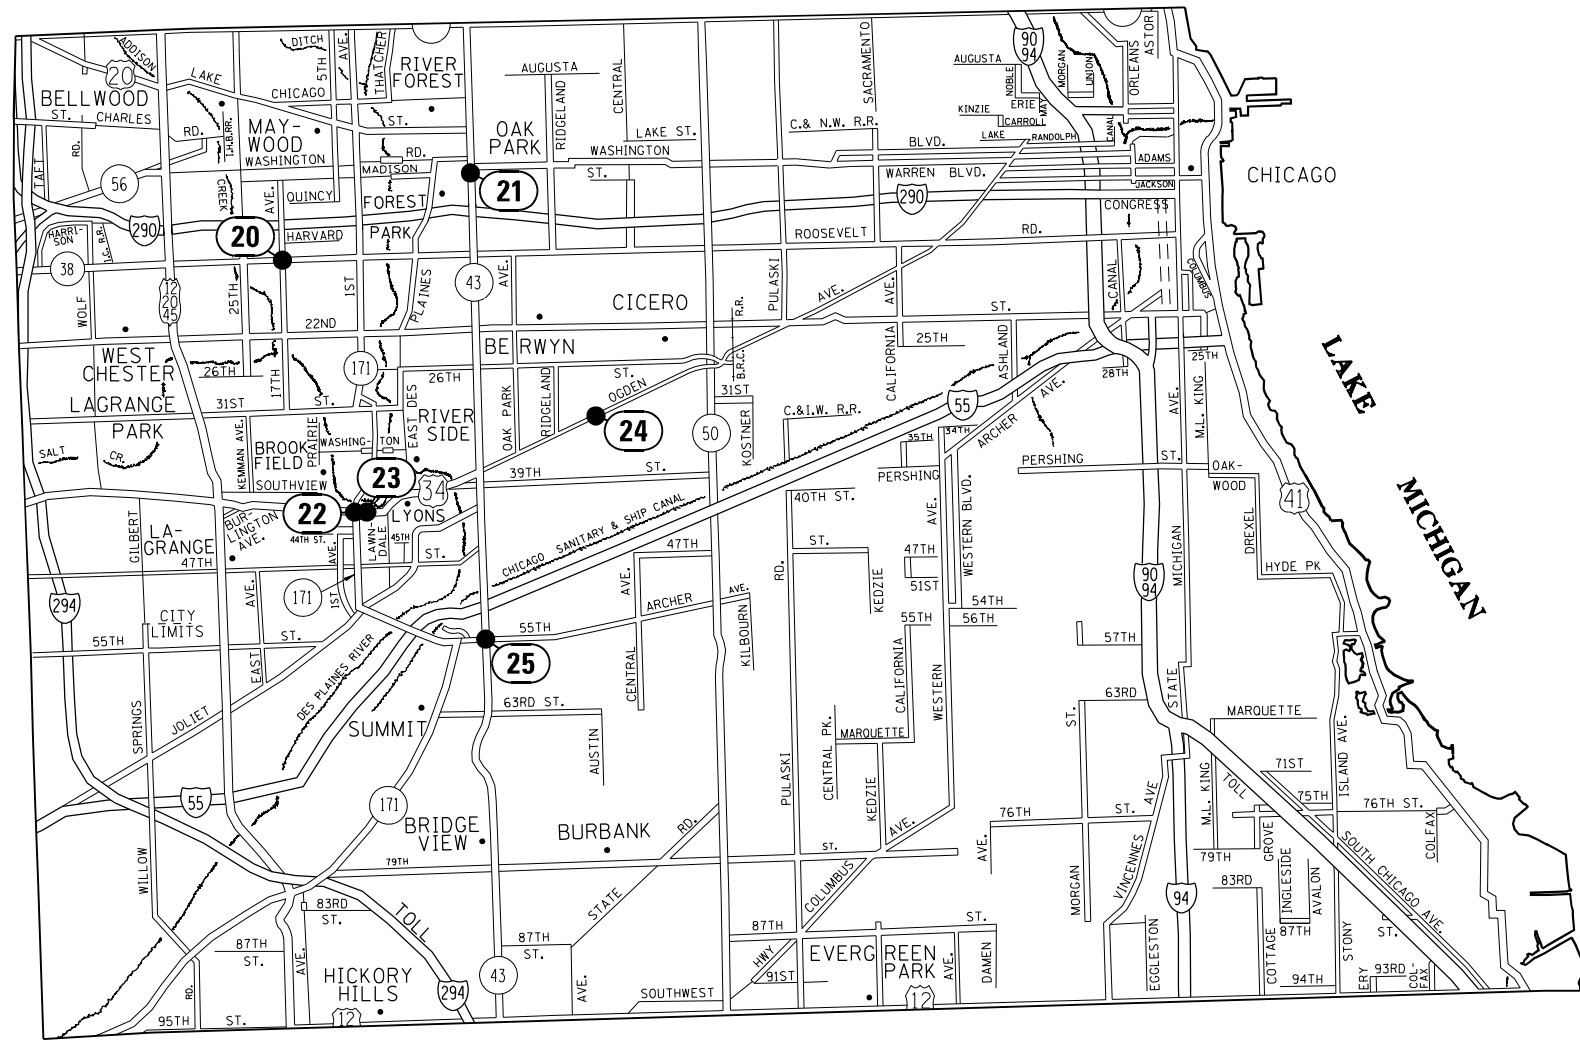 ADDISON
20
LAKE
DITCH
5TH
AVE.
THATCHER
RIVER
FOREST
BELLWOOD
ST.
CHARLES
CHICAGO
ST.
RD.
MAY-
WOOD
I.H.B.RR.
WASHINGTON
RD.
MADISON
TAFT
RD.
56
CREEK
AVE.
QUINCY
FOREST
PARK
290
20
HARVARD
HARRI-
SON
I.C. R.R.
38
OAK
PARK
AUGUSTA
RIDGELAND
CENTRAL
LAKE ST.
WASHINGTON
ST.
21
SACRAMENTO
C.& N.W. R.R.
BLVD.
WARREN BLVD.
290
ROOSEVELT
RD.
AUGUSTA
90
94
NOBLE
MORGAN
UNION
ORLEANS
ASTOR
KINZIE
ERIE
MAY
CARROLL
LAKE
RANDOLPH
CANAL
ADAMS
JACKSON
CONGRESS
CHICAGO
WOLF
12
20
45
25TH
1ST
PLAINES
43
AVE.
CICERO
PULASKI
AVE.
AVE.
CANAL
COLUMBUS
22ND
ST.
WEST
CHESTER
26TH
17TH
171
BERWYN
26TH
ST.
R.R.
B.R.C.
CALIFORNIA
25TH
ASHLAND
28TH
25TH
LAGRANGE
PARK
31ST
ST.
EAST DES
RIVER
SIDE
OAK PARK
RIDGELAND
OGDEN
24
31ST
50
KOSTNER
C.&I.W. R.R.
55
ARCHER
AVE.
AVE.
M.L. KING
LAKE
MICHIGAN
SALT
CR.
KEMMAN AVE.
BROOK
FIELD
PRAIRIE
WASHING-
TON
SOUTHVIEW
23
22
34
LYONS
39TH
ST.
35TH
34TH
PERSHING
PERSHING
ST.
OAK-
WOOD
41
GILBERT
LA-
GRANGE
BUR-
LINGTON
AVE.
44TH ST.
AVE.
LAWN-
DALE
45TH
ST.
47TH
CHICAGO
SANITARY & SHIP CANAL
40TH ST.
ST.
47TH
RD.
KEDZIE
AVE.
47TH
51ST
WESTERN BLVD.
MICHIGAN
DREXEL
HYDE PK
294
AVE.
171
1ST
CITY
LIMITS
55TH
ST.
EAST
55TH
ARCHER
AVE.
AVE.
KILBOURN
CENTRAL
25
55TH
CALIFORNIA
54TH
56TH
WESTERN
57TH
90
94
DES PLAINES RIVER
SPRINGS
JOLIET
SUMMIT
63RD ST.
AUSTIN
PULASKI
CENTRAL PK.
MARQUETTE
KEDZIE
63RD
ST.
STATE
MARQUETTE
ISLAND AVE.
55
171
BRIDGE
VIEW
BURBANK
RD.
AVE.
76TH
ST.
AVE
M.L. KING
TOLL
71ST
75TH
76TH ST.
COLFAX
WILLOW
79TH
ST.
COLUMBUS
AVE.
MORGAN
VINCENNES
79TH
GROVE
SOUTH CHICAGO AVE.
83RD
ST.
TOLL
STATE
83RD
INGLESIDE
AVALON
94
87TH
ST.
AVE.
87TH
ST.
87TH
ST.
87TH
ST.
HICKORY
HILLS
43
294
AVE.
HWY
91ST
EVERGREEN
PARK
AVE.
DAMEN
EGGLESTON
COTTAGE
STONY
94TH
ERY
93RD
COL-
FAX
RD.
95TH
ST.
12
SOUTHWEST
12